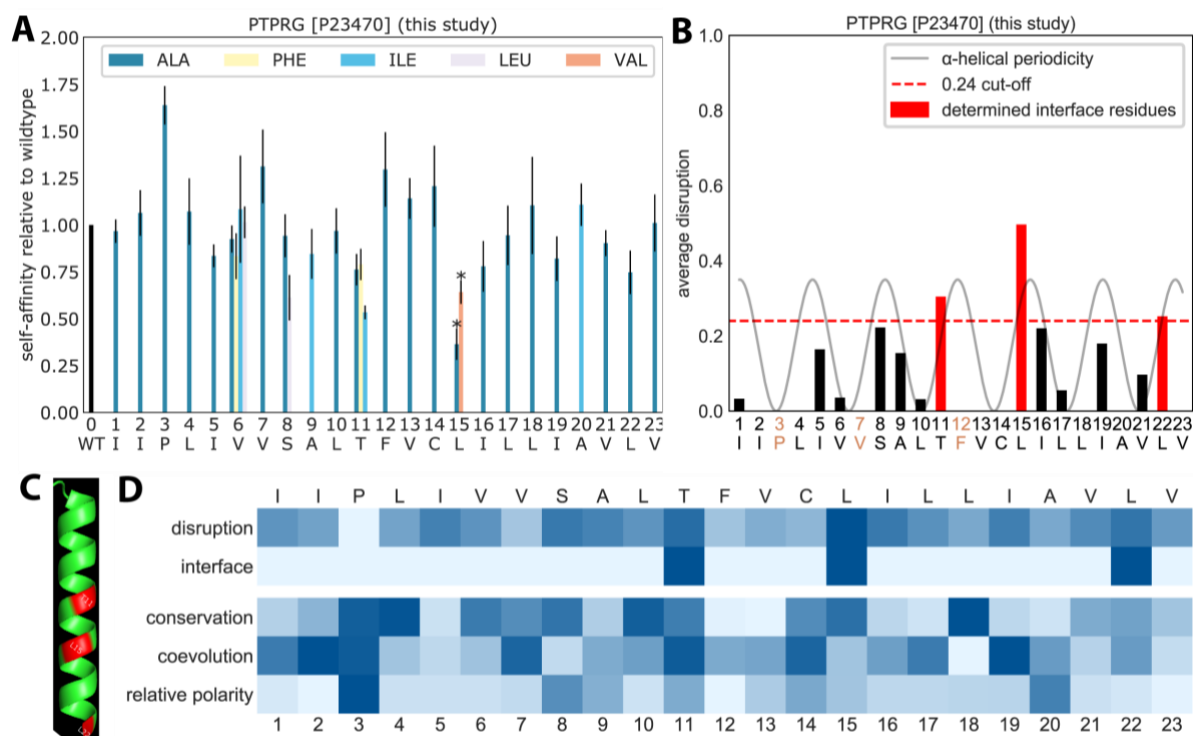 A
PTPRG [P23470] (this study)
2.00
1.75
1.50
1.25
1.00
0.75
0.50
0.25
0.00
self-affinity relative to wildtype
ALA PHE ILE LEU VAL
* *
0 1 2 3 4 5 6 7 8 9 10 11 12 13 14 15 16 17 18 19 20 21 22 23
WT I I P L I V V S A L T F V C L I L L I A V L V
B
PTPRG [P23470] (this study)
1.0
0.8
0.6
0.4
0.2
0.0
average disruption
α-helical periodicity
0.24 cut-off
determined interface residues
1 2 3 4 5 6 7 8 9 10 11 12 13 14 15 16 17 18 19 20 21 22 23
I I P L I V V S A L T F V C L I L L I A V L V
C
D
I I P L I V V S A L T F V C L I L L I A V L V
disruption
interface
conservation
coevolution
relative polarity
1 2 3 4 5 6 7 8 9 10 11 12 13 14 15 16 17 18 19 20 21 22 23